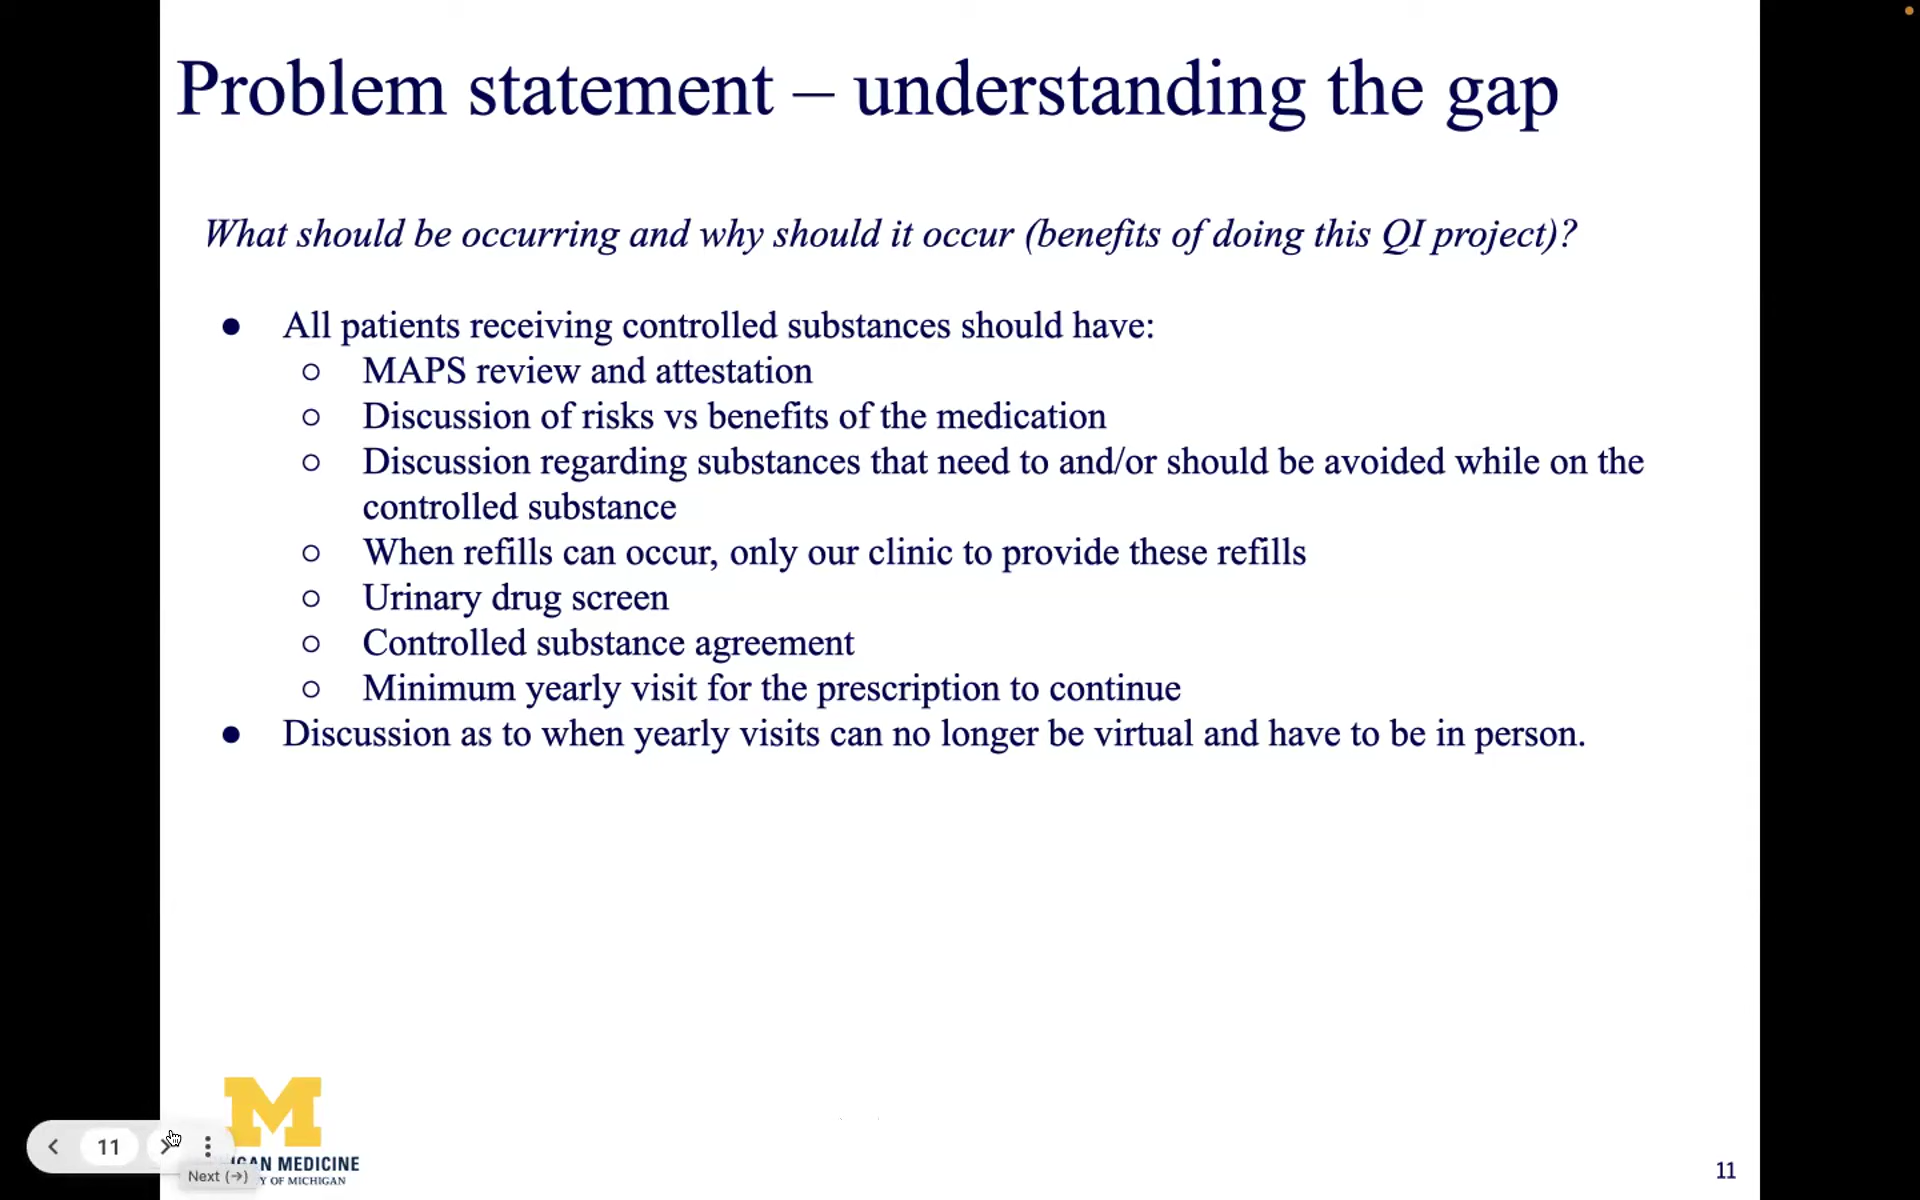 Problem statement – understanding the gap
What should be occurring and why should it occur (benefits of doing this QI project)?
● All patients receiving controlled substances should have:
○ MAPS review and attestation
○ Discussion of risks vs benefits of the medication
○ Discussion regarding substances that need to and/or should be avoided while on the
controlled substance
○ When refills can occur, only our clinic to provide these refills
○ Urinary drug screen
○ Controlled substance agreement
○ Minimum yearly visit for the prescription to continue
● Discussion as to when yearly visits can no longer be virtual and have to be in person.
M
11
MEDICINE
Next (→)
Y OF MICHIGAN
11